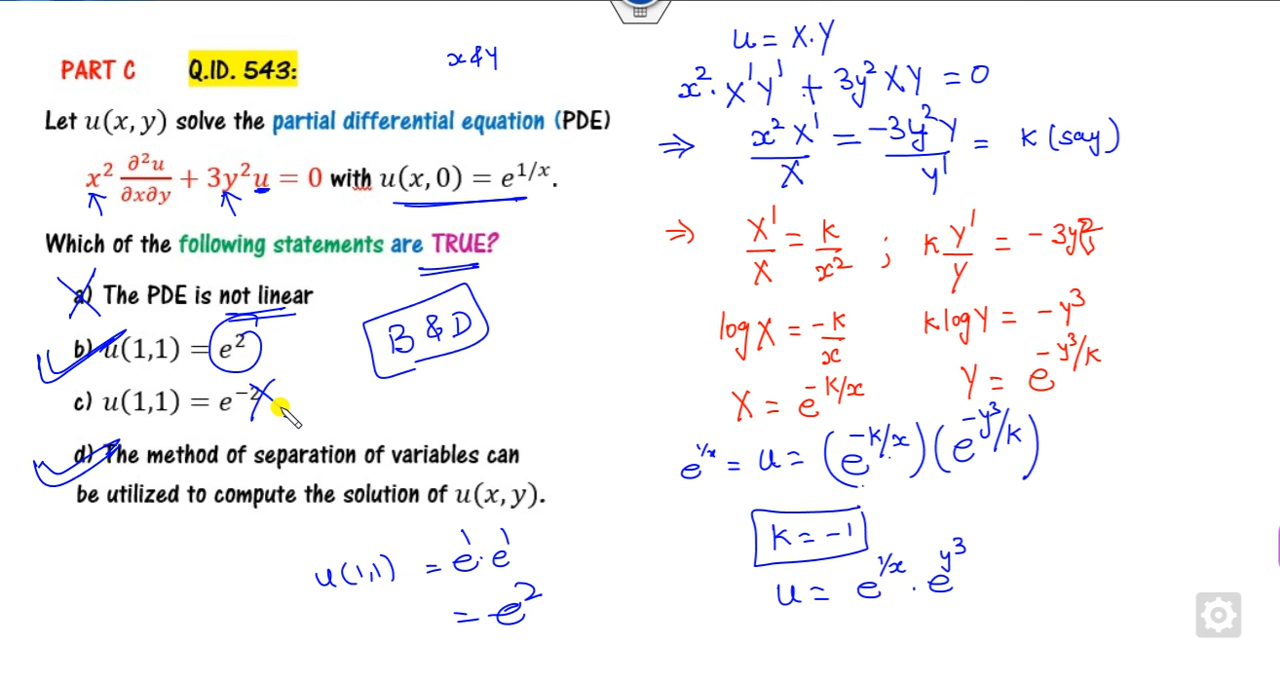 PART C Q.ID. 543:
x & y
Let u(x, y) solve the partial differential equation (PDE)
x² ∂²u/∂x∂y + 3y²u = 0 with u(x, 0) = e^{1/x}.
Which of the following statements are TRUE?
a) The PDE is not linear
b) u(1,1) = e²
c) u(1,1) = e⁻²
d) The method of separation of variables can
be utilized to compute the solution of u(x, y).
B & D
u(1,1) = e¹·e¹
= e²
u = X·Y
x²·X'Y' + 3y²XY = 0
⇒ x²X'/X = -3y²Y/Y' = k (say)
⇒ X'/X = k/x² ; k Y'/Y = -3y²
log X = -k/x k log Y = -y³
X = e^{-k/x} Y = e^{-y³/k}
e^{1/x} = u = (e^{-k/x})(e^{-y³/k})
k = -1
u = e^{1/x}·e^{y³}